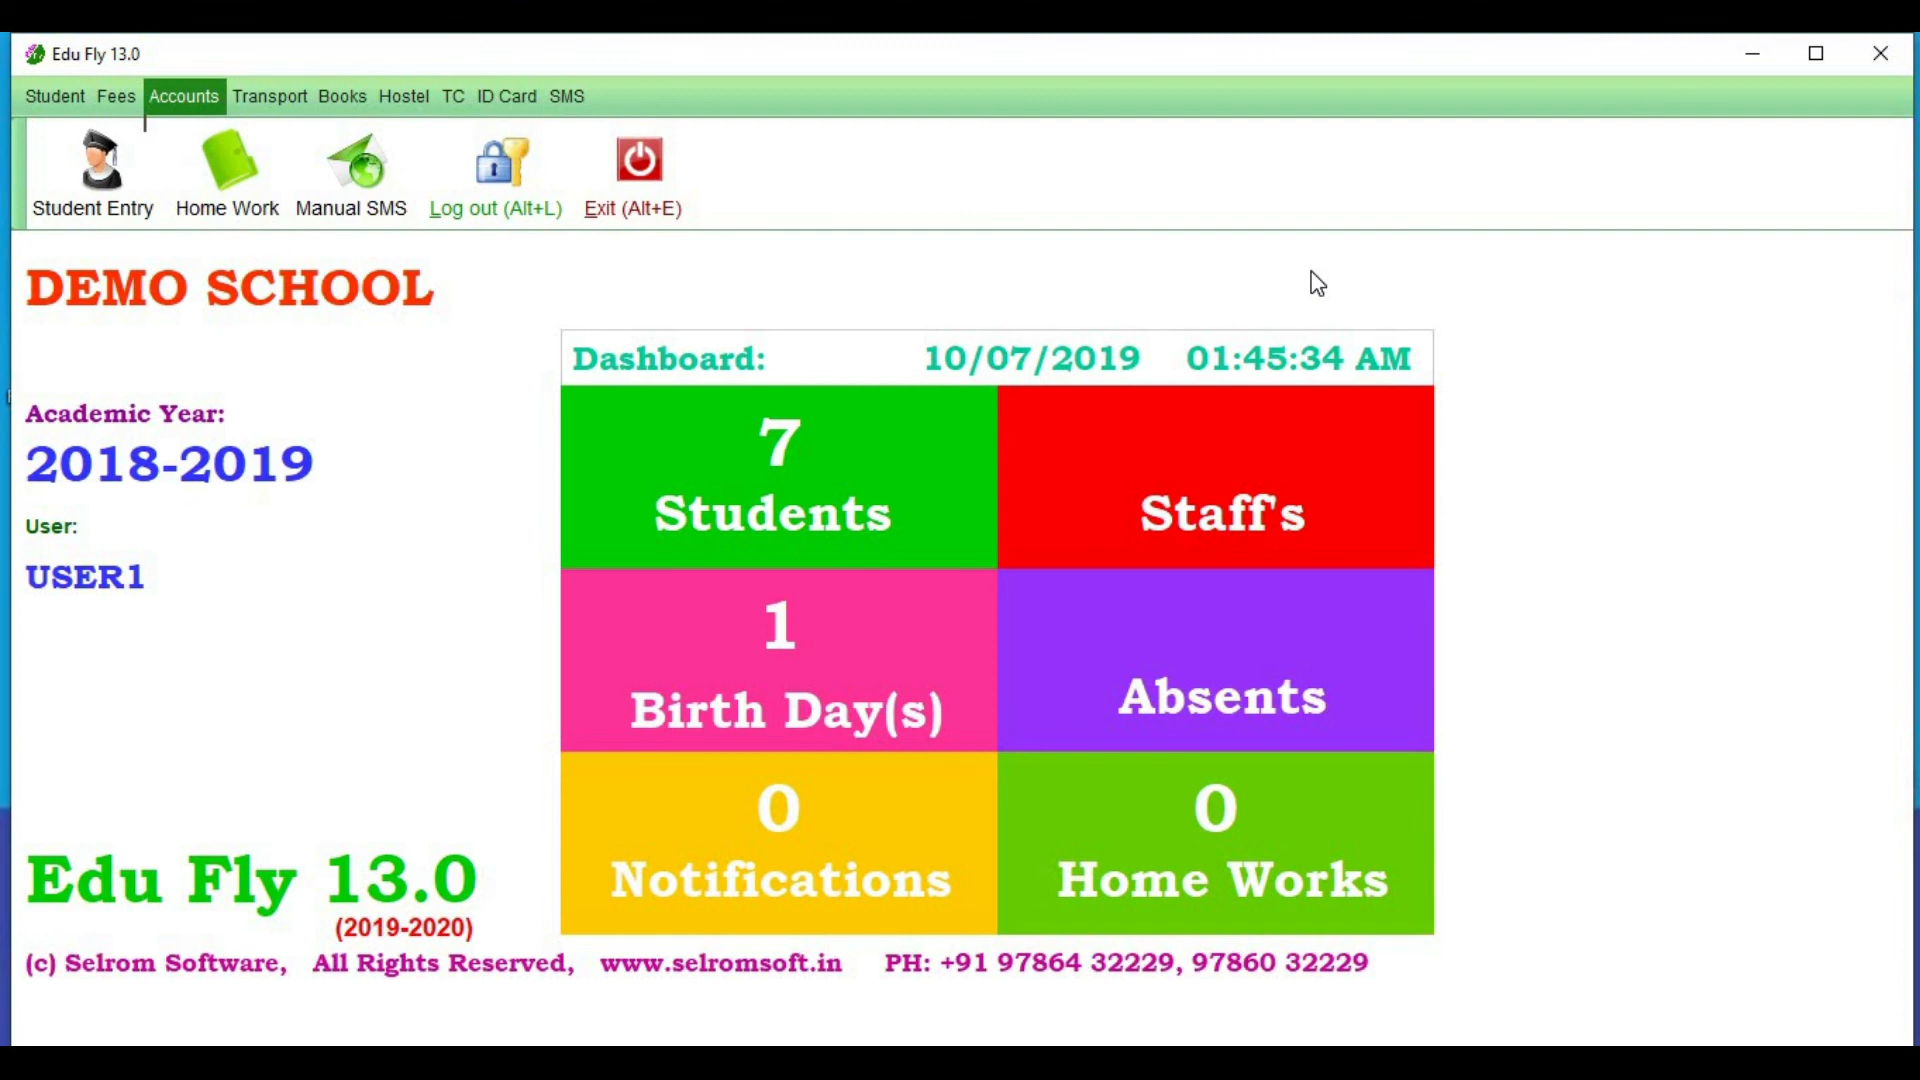 Edu Fly 13.0
Student Fees Accounts Transport Books Hostel TC ID Card SMS
Student Entry Home Work Manual SMS Log out (Alt+L) Exit (Alt+E)
DEMO SCHOOL
Dashboard: 10/07/2019 01:45:34 AM
Academic Year:
2018-2019
User:
USER1
7
Students
Staff's
1
Birth Day(s)
Absents
0
Notifications
0
Home Works
Edu Fly 13.0
(2019-2020)
(c) Selrom Software, All Rights Reserved, www.selromsoft.in PH: +91 97864 32229, 97860 32229